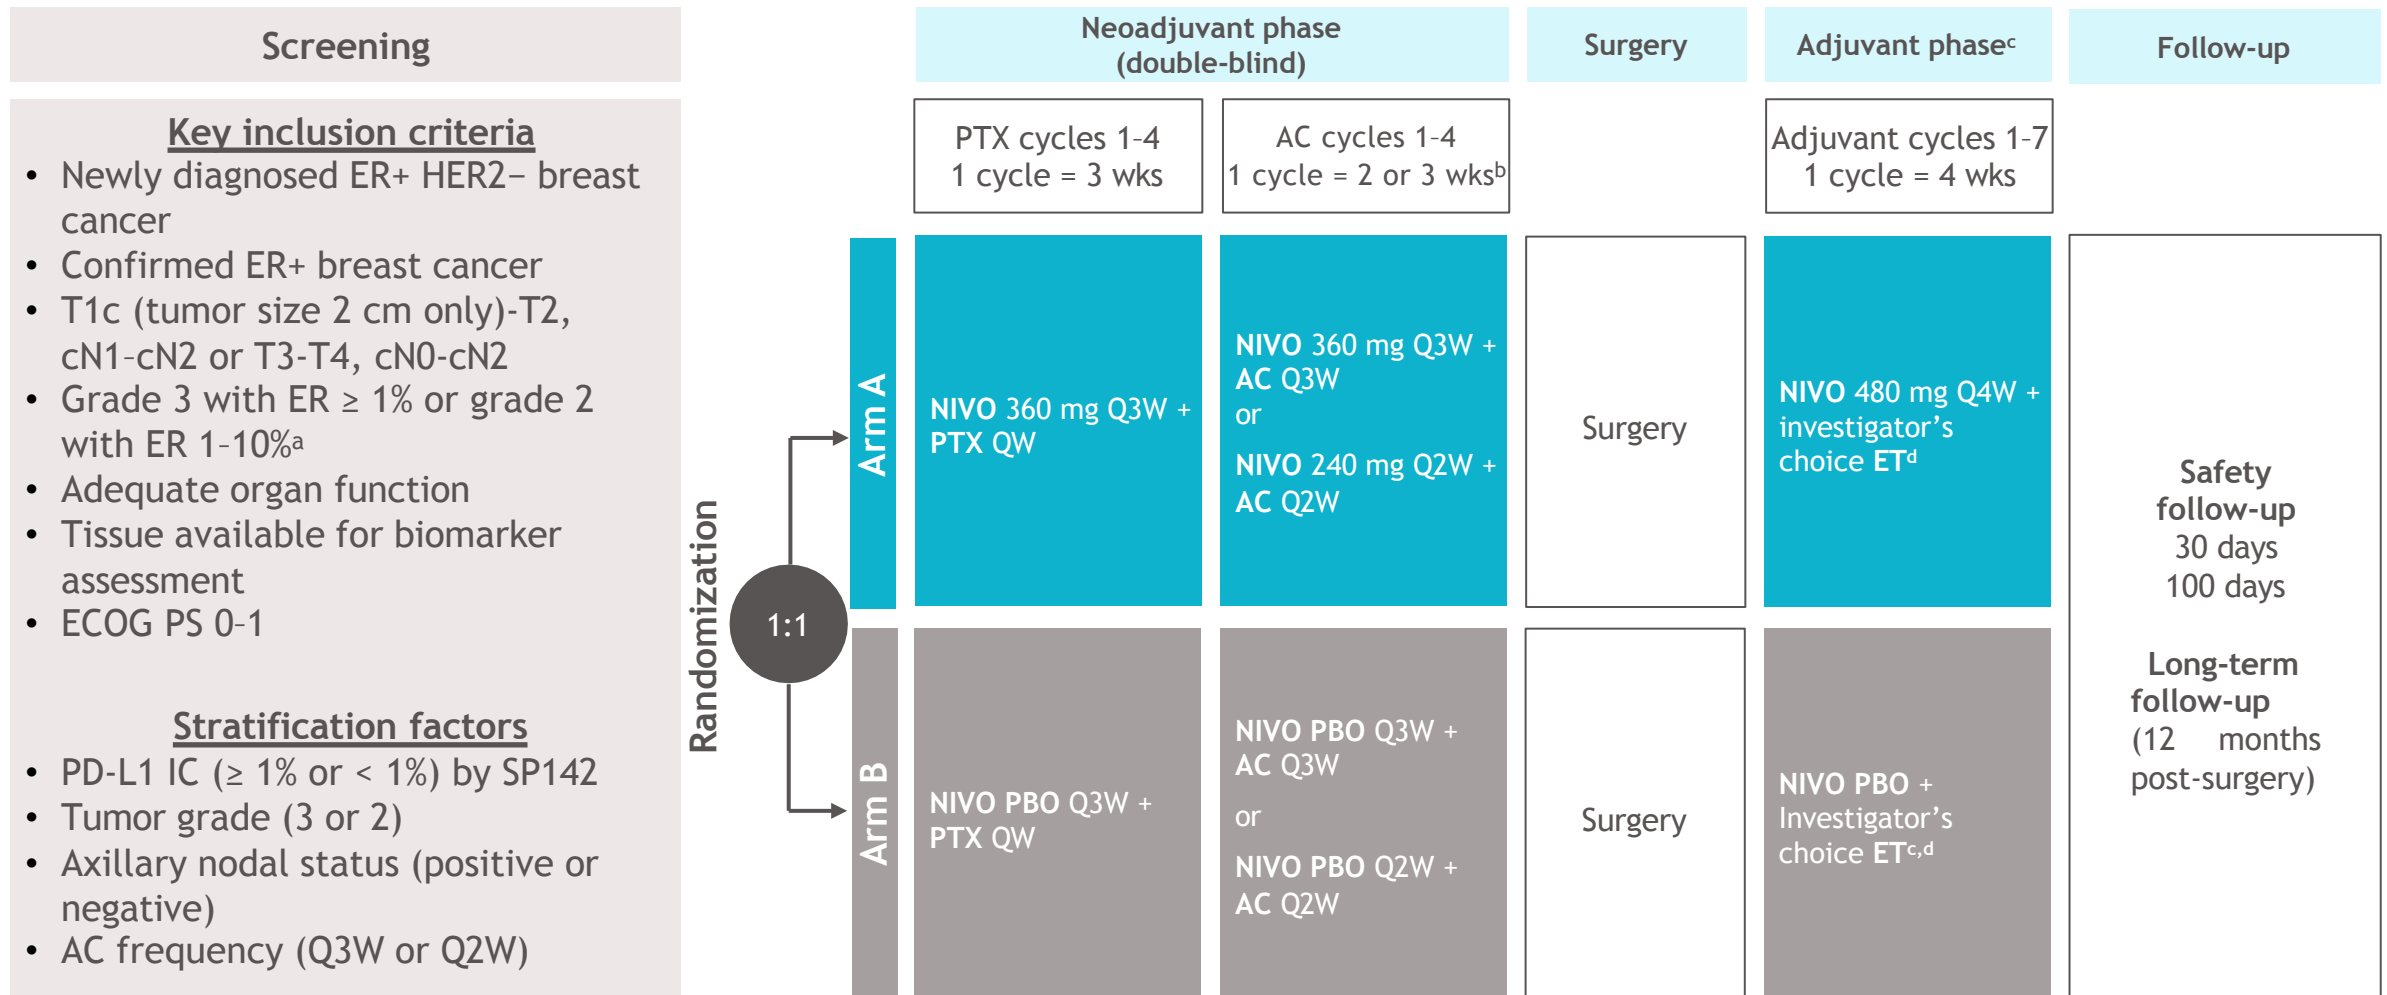 Screening
Key inclusion criteria
• Newly diagnosed ER+ HER2− breast
cancer
• Confirmed ER+ breast cancer
• T1c (tumor size 2 cm only)-T2,
cN1–cN2 or T3-T4, cN0-cN2
• Grade 3 with ER ≥ 1% or grade 2
with ER 1–10%a
• Adequate organ function
• Tissue available for biomarker
assessment
• ECOG PS 0–1
Stratification factors
• PD-L1 IC (≥ 1% or < 1%) by SP142
• Tumor grade (3 or 2)
• Axillary nodal status (positive or
negative)
• AC frequency (Q3W or Q2W)
Randomization
1:1
Neoadjuvant phase
(double-blind)
Surgery
Adjuvant phasec
Follow-up
PTX cycles 1–4
1 cycle = 3 wks
AC cycles 1–4
1 cycle = 2 or 3 wksb
Adjuvant cycles 1–7
1 cycle = 4 wks
Arm A
NIVO 360 mg Q3W +
PTX QW
NIVO 360 mg Q3W +
AC Q3W
or
NIVO 240 mg Q2W +
AC Q2W
Surgery
NIVO 480 mg Q4W +
investigator's
choice ETd
Arm B
NIVO PBO Q3W +
PTX QW
NIVO PBO Q3W +
AC Q3W
or
NIVO PBO Q2W +
AC Q2W
Surgery
NIVO PBO +
Investigator's
choice ETc,d
Safety
follow-up
30 days
100 days
Long-term
follow-up
(12 months
post-surgery)